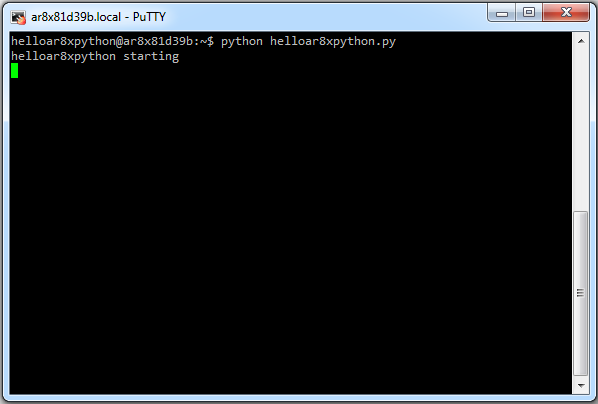 ar8x81d39b.local - PuTTY
helloar8xpython@ar8x81d39b:~$ python helloar8xpython.py
helloar8xpython starting